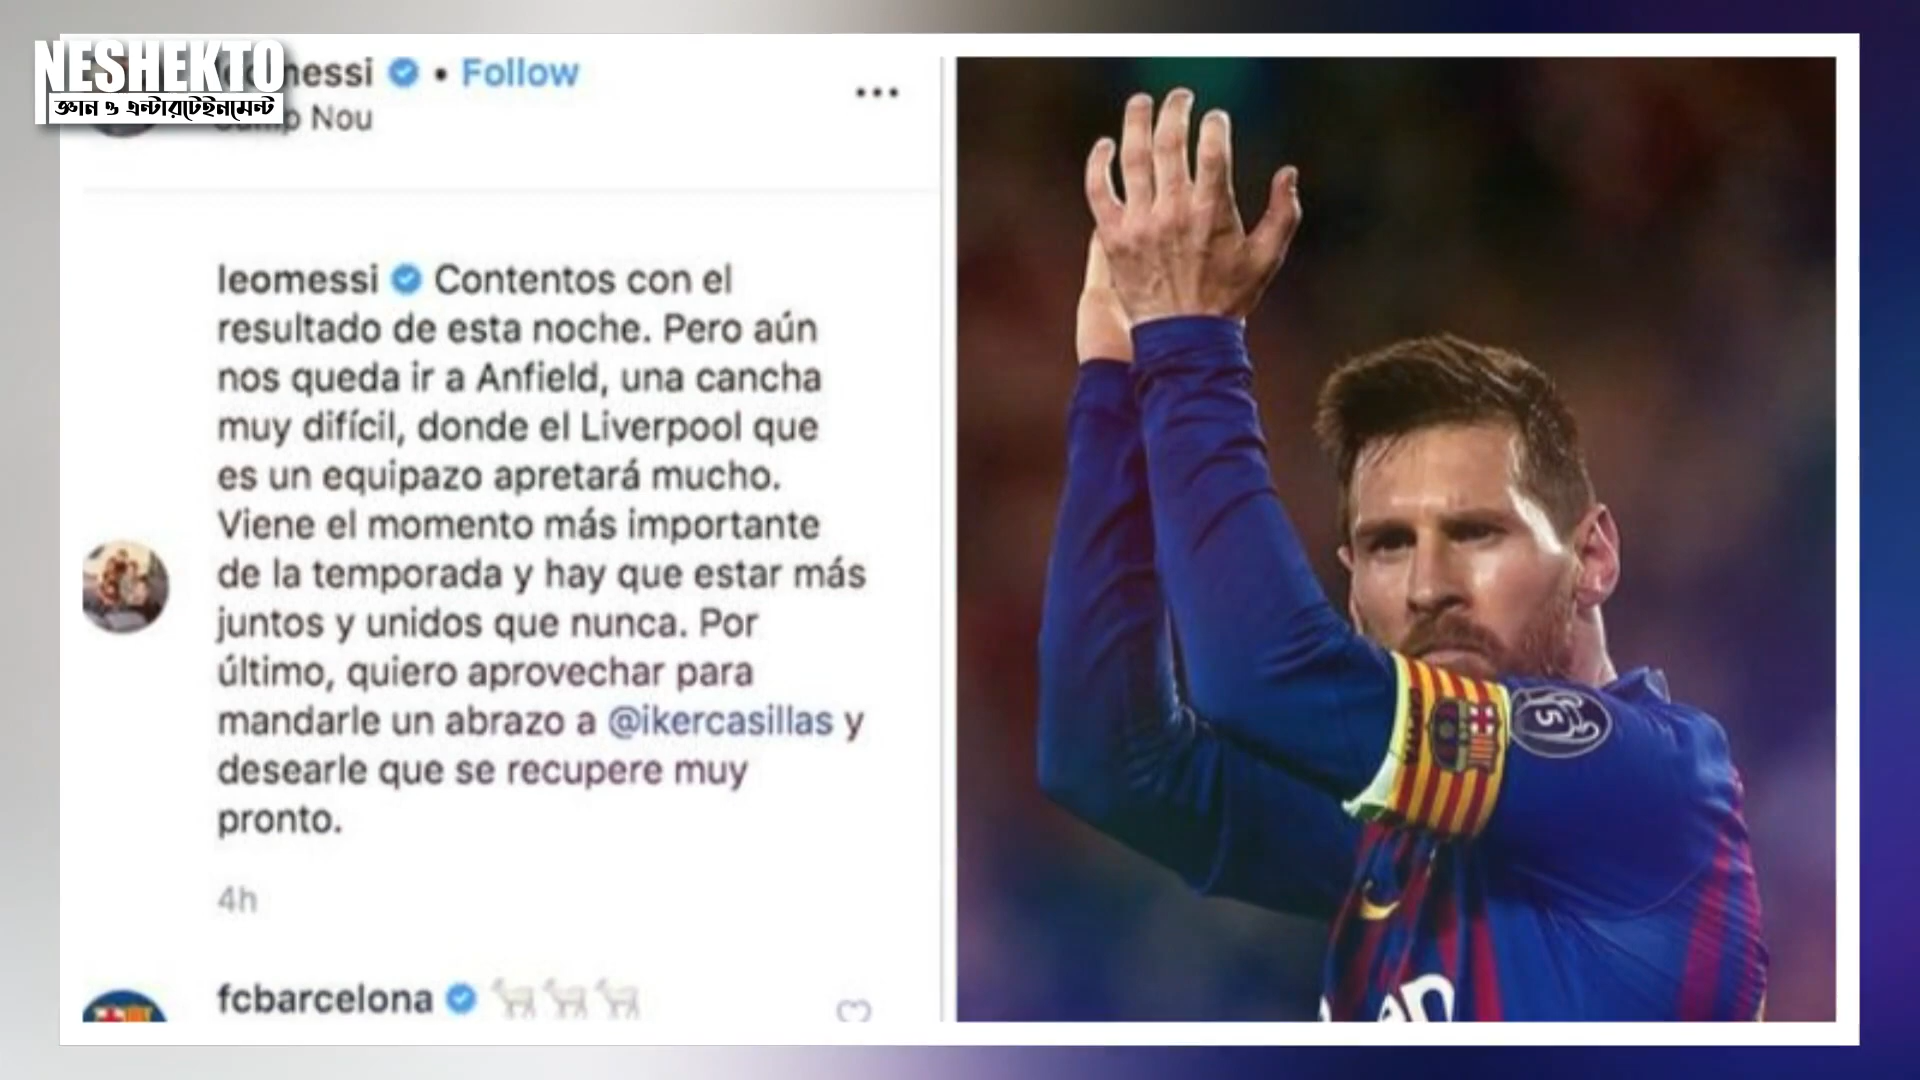 NESHEKTO
জ্ঞান ও এন্টারটেইনমেন্ট
messi • Follow
Nou
leomessi Contentos con el
resultado de esta noche. Pero aún
nos queda ir a Anfield, una cancha
muy difícil, donde el Liverpool que
es un equipazo apretará mucho.
Viene el momento más importante
de la temporada y hay que estar más
juntos y unidos que nunca. Por
último, quiero aprovechar para
mandarle un abrazo a @ikercasillas y
desearle que se recupere muy
pronto.
4h
fcbarcelona
5